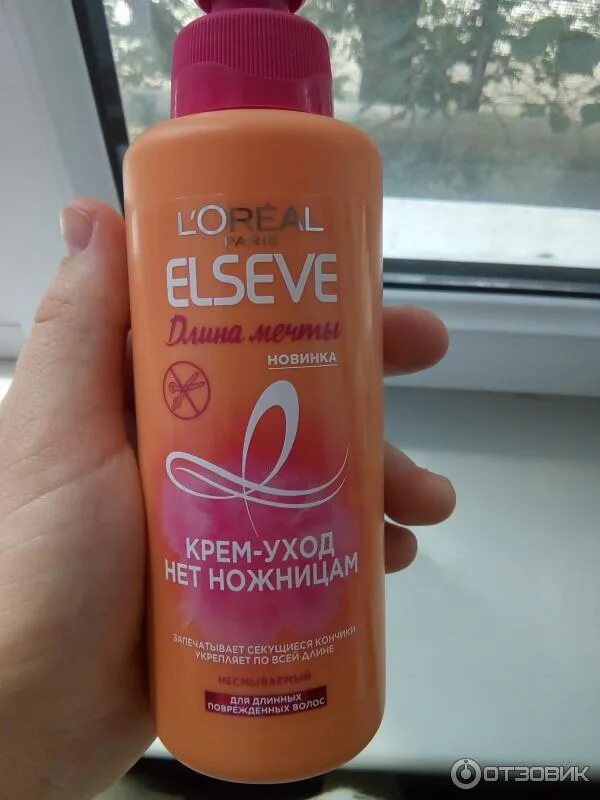 L'ORÉAL
PARIS
ELSEVE
Длина мечты
НОВИНКА
КРЕМ-УХОД
НЕТ НОЖНИЦАМ
ЗАПЕЧАТЫВАЕТ СЕКУЩИЕСЯ КОНЧИКИ
УКРЕПЛЯЕТ ПО ВСЕЙ ДЛИНЕ
НЕСМЫВАЕМЫЙ
ДЛЯ ДЛИННЫХ
ПОВРЕЖДЕННЫХ ВОЛОС
ОТЗОВИК